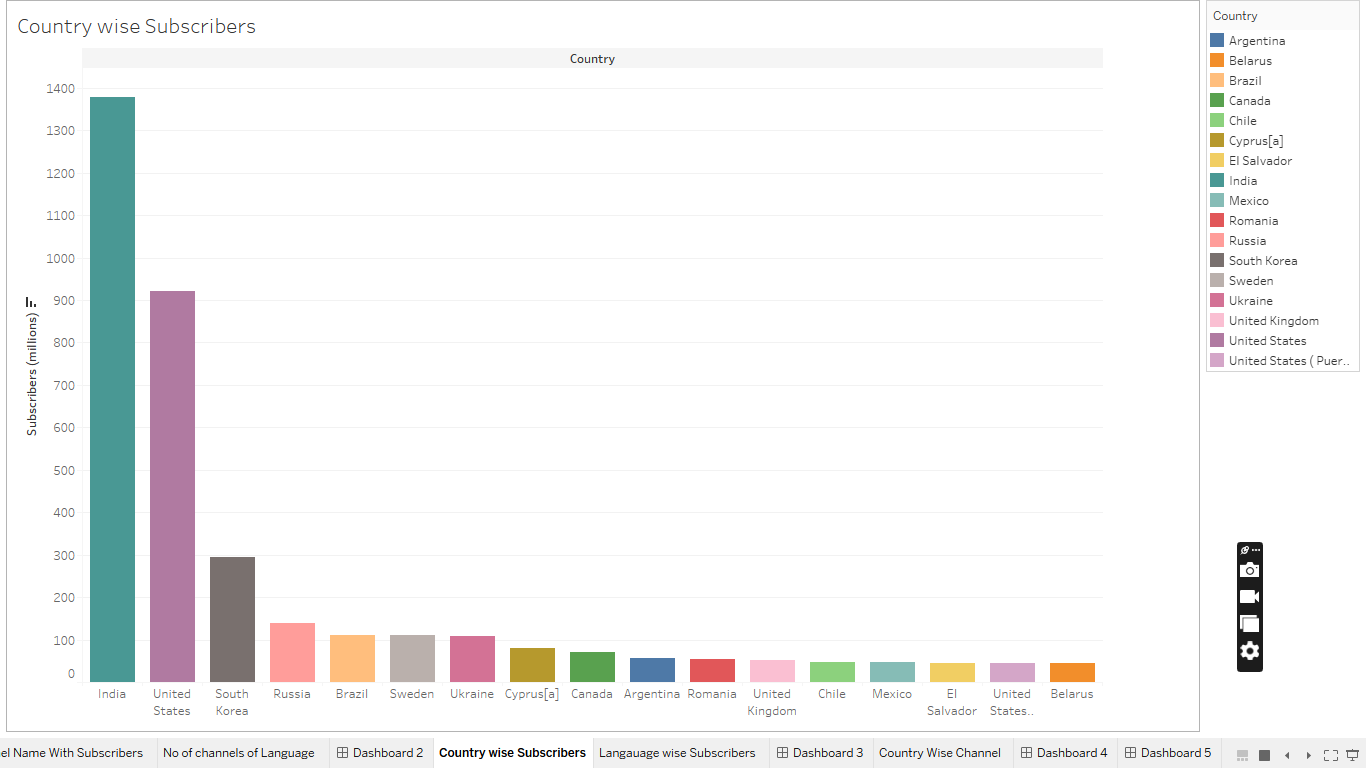 Country wise Subscribers
Country
Subscribers (millions)
1400
1300
1200
1100
1000
900
800
700
600
500
400
300
200
100
0
India
United States
South Korea
Russia
Brazil
Sweden
Ukraine
Cyprus[a]
Canada
Argentina
Romania
United Kingdom
Chile
Mexico
El Salvador
United States..
Belarus
Country
Argentina
Belarus
Brazil
Canada
Chile
Cyprus[a]
El Salvador
India
Mexico
Romania
Russia
South Korea
Sweden
Ukraine
United Kingdom
United States
United States ( Puer..
el Name With Subscribers
No of channels of Language
Dashboard 2
Country wise Subscribers
Langauage wise Subscribers
Dashboard 3
Country Wise Channel
Dashboard 4
Dashboard 5